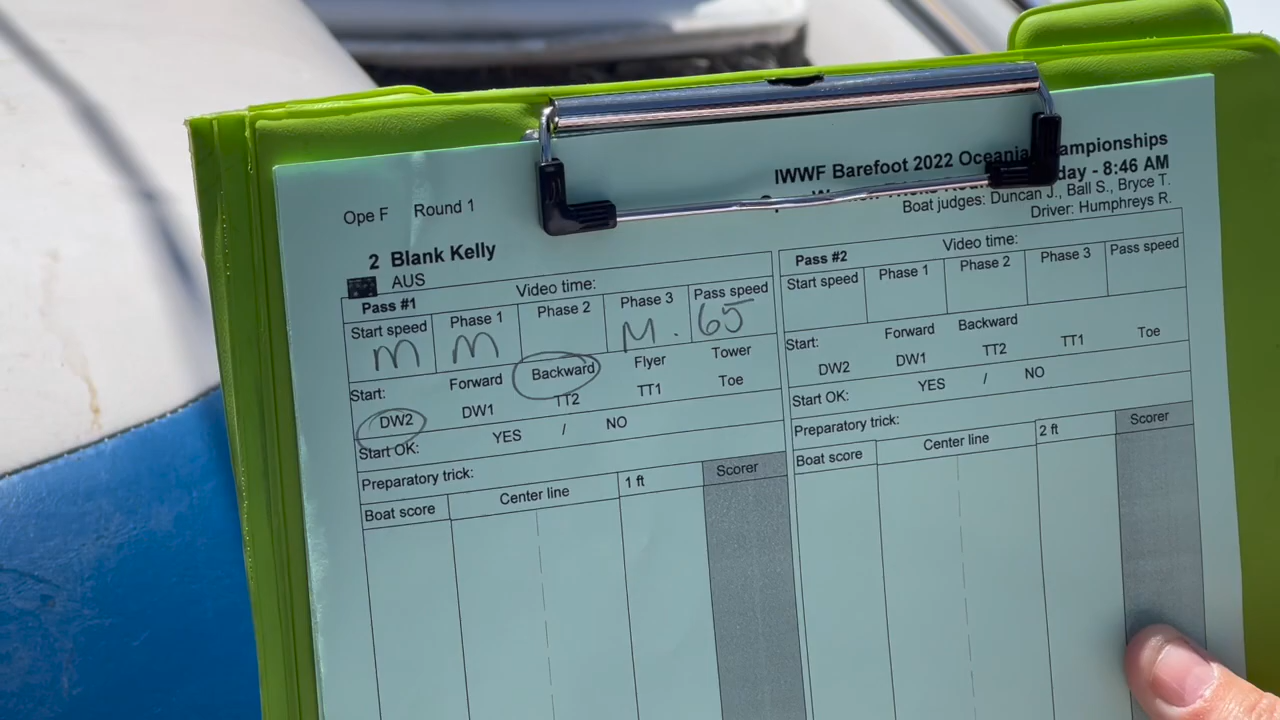 IWWF Barefoot 2022 Oceania Championships
day - 8:46 AM
Boat judges: Duncan J., Ball S., Bryce T.
Driver: Humphreys R.
Ope F Round 1
2 Blank Kelly
AUS
Pass #1 Video time:
Start speed Phase 1 Phase 2 Phase 3 Pass speed
m m M. 65
Start: Forward Backward Flyer Tower
DW2 DW1 TT2 TT1 Toe
Start OK: YES / NO
Preparatory trick:
Boat score Center line 1 ft Scorer
Pass #2 Video time:
Start speed Phase 1 Phase 2 Phase 3 Pass speed
Start: Forward Backward
DW2 DW1 TT2 TT1 Toe
Start OK: YES / NO
Preparatory trick:
Boat score Center line 2 ft Scorer